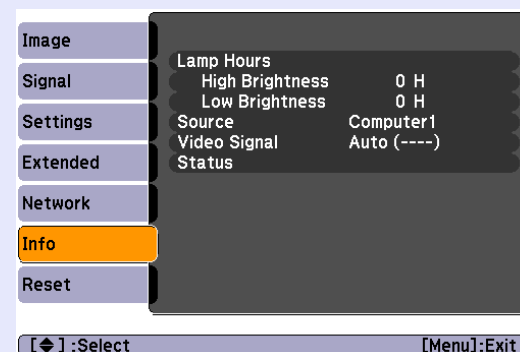 Image
Signal
Settings
Extended
Network
Info
Reset
Lamp Hours
High Brightness 0 H
Low Brightness 0 H
Source Computer1
Video Signal Auto (----)
Status
[◆] :Select [Menu]:Exit